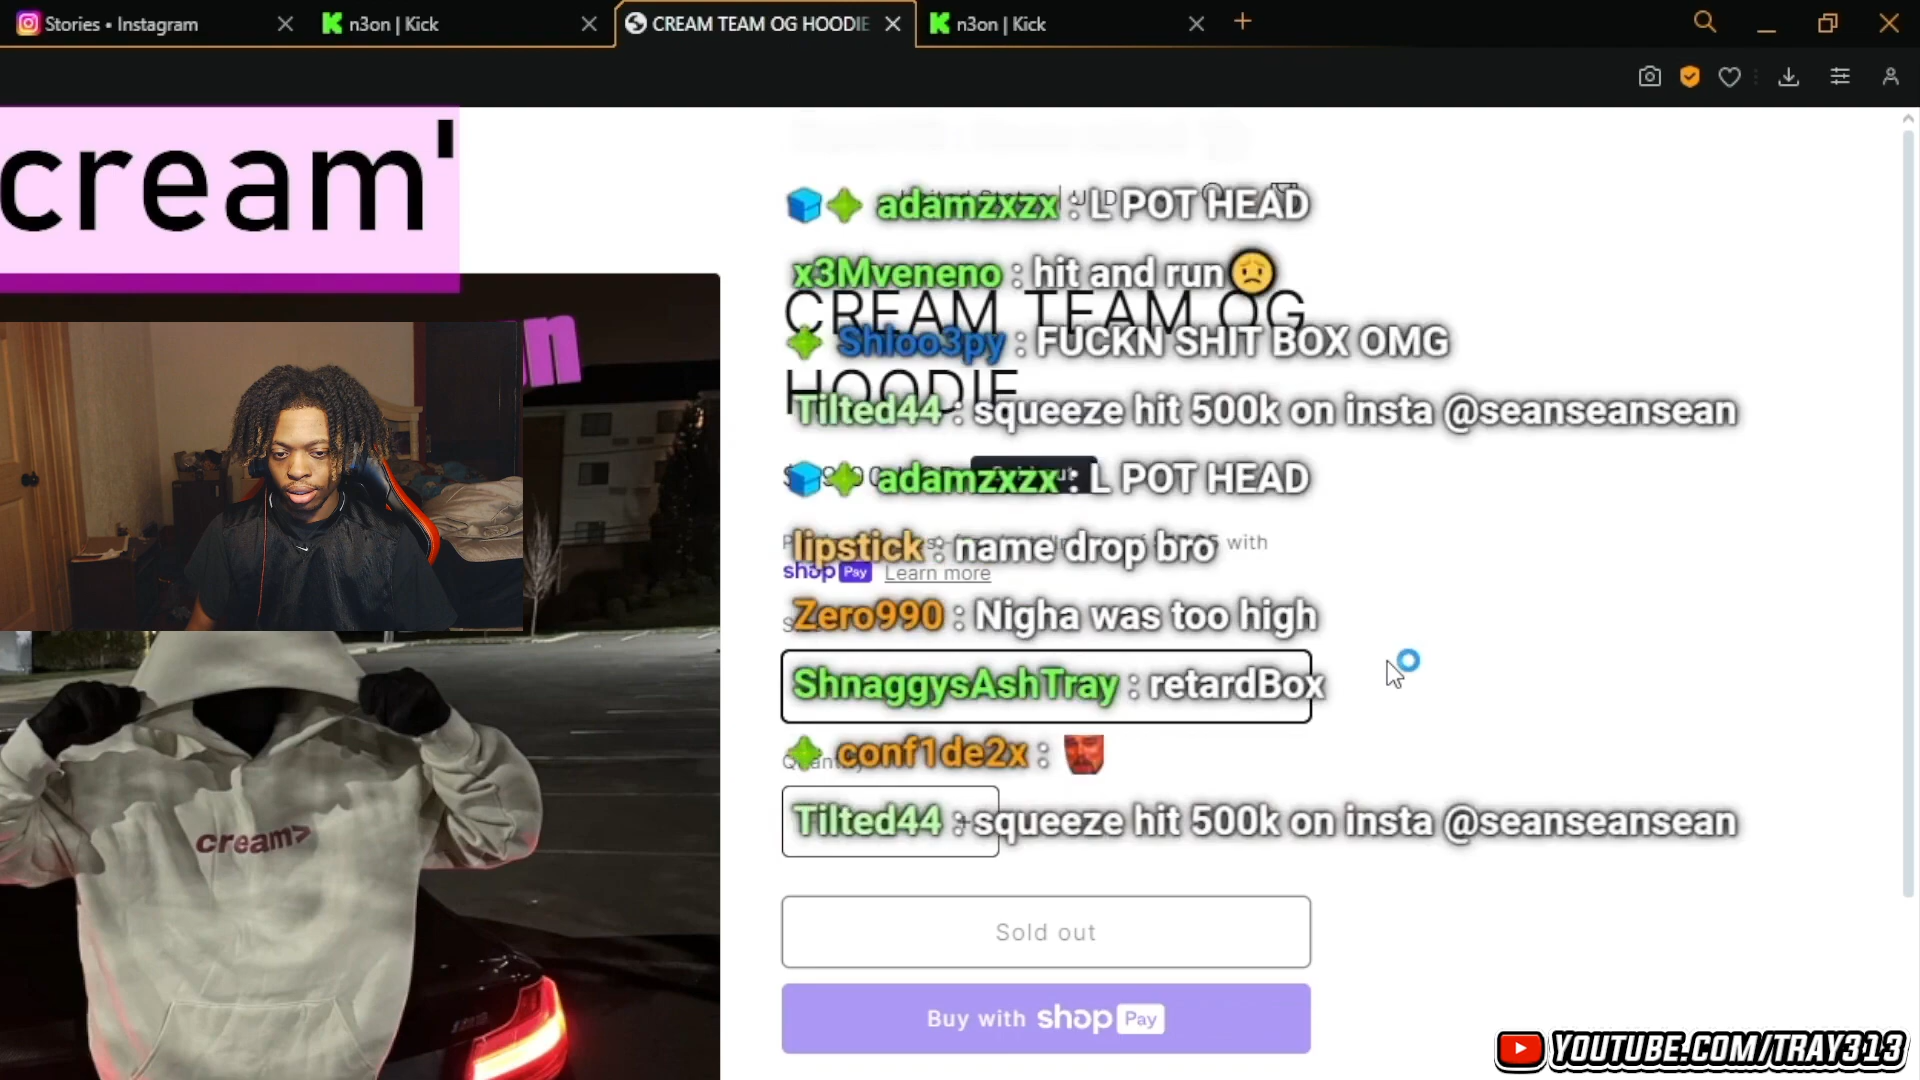 Stories • Instagram
n3on | Kick
CREAM TEAM OG HOODIE
n3on | Kick
cream'
n
adamzxzx : L POT HEAD
x3Mveneno : hit and run
CREAM TEAM OG
Shloo3py : FUCKN SHIT BOX OMG
HOODIE
Tilted44 : squeeze hit 500k on insta @seanseansean
adamzxzx : L POT HEAD
lipstick : name drop bro
with
shop Pay Learn more
Zero990 : Nigha was too high
ShnaggysAshTray : retardBox
conf1de2x :
Tilted44 : squeeze hit 500k on insta @seanseansean
cream>
Sold out
Buy with shop Pay
YOUTUBE.COM/TRAY313